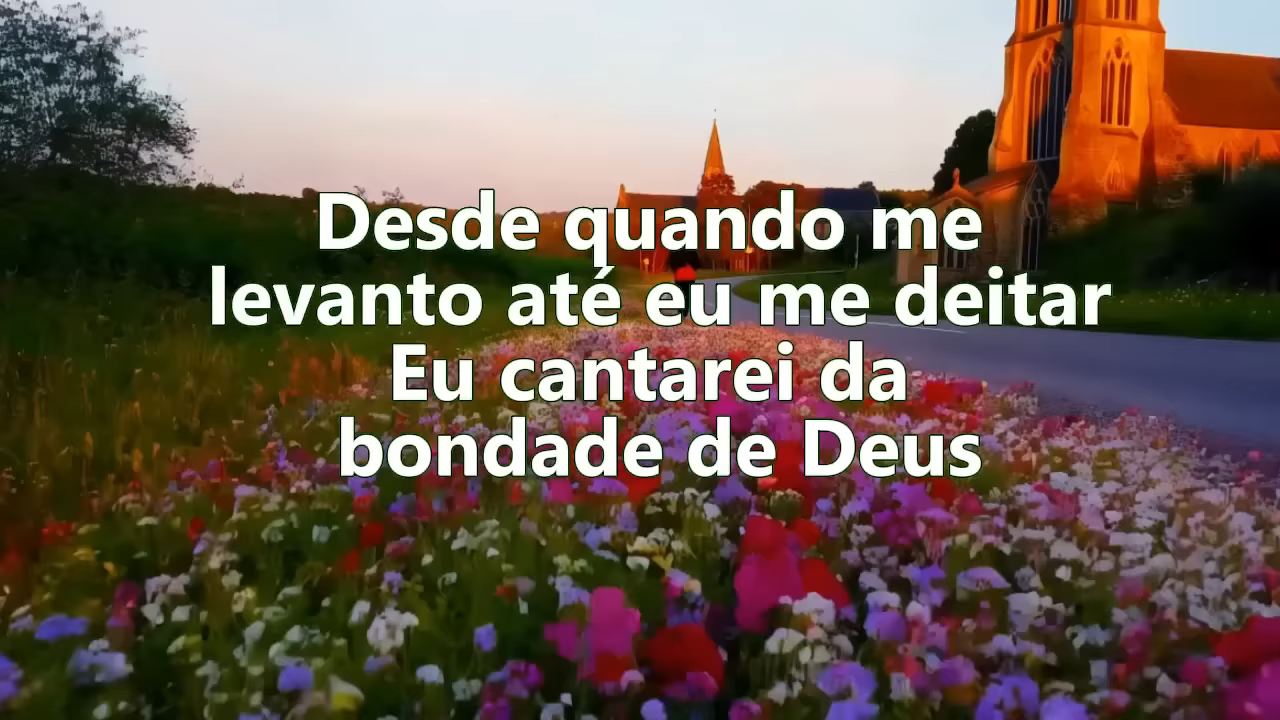 Desde quando me
levanto até eu me deitar
Eu cantarei da
bondade de Deus